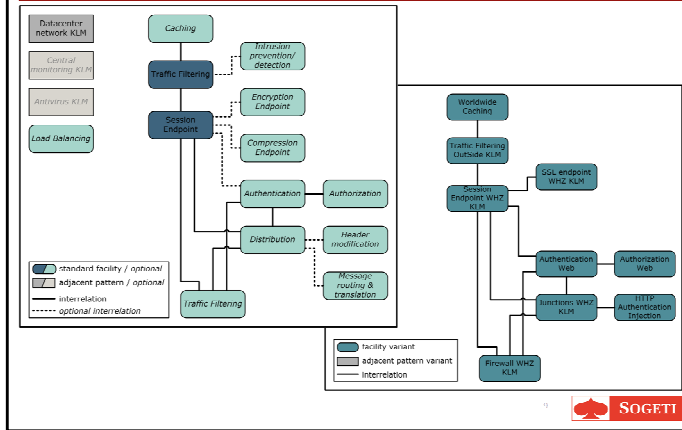 Datacenter
network KLM
Central
monitoring KLM
Antivirus KLM
Load Balancing
Caching
Traffic Filtering
Intrusion
prevention/
detection
Session
Endpoint
Encryption
Endpoint
Compression
Endpoint
Authentication
Authorization
Distribution
Header
modification
Message
routing &
translation
Traffic Filtering
standard facility / optional
adjacent pattern / optional
interrelation
optional interrelation
Worldwide
Caching
Traffic Filtering
OutSide KLM
Session
Endpoint WHZ
KLM
SSL endpoint
WHZ KLM
Authentication
Web
Authorization
Web
Junctions WHZ
KLM
HTTP
Authentication
Injection
Firewall WHZ
KLM
facility variant
adjacent pattern variant
interrelation
SOGETI